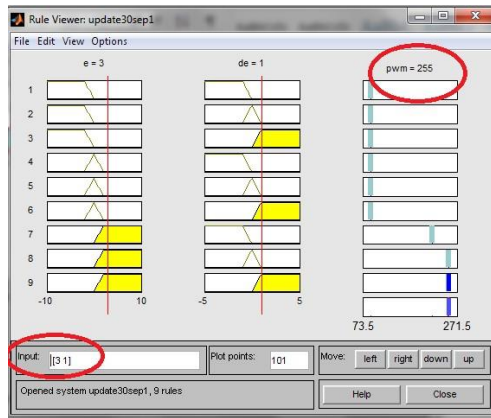 Rule Viewer: update30sep1
File Edit View Options
e = 3
de = 1
pwm = 255
1
2
3
4
5
6
7
8
9
-10 10
-5 5
73.5 271.5
Input: [3 1]
Plot points: 101
Move: left right down up
Opened system update30sep1, 9 rules
Help Close